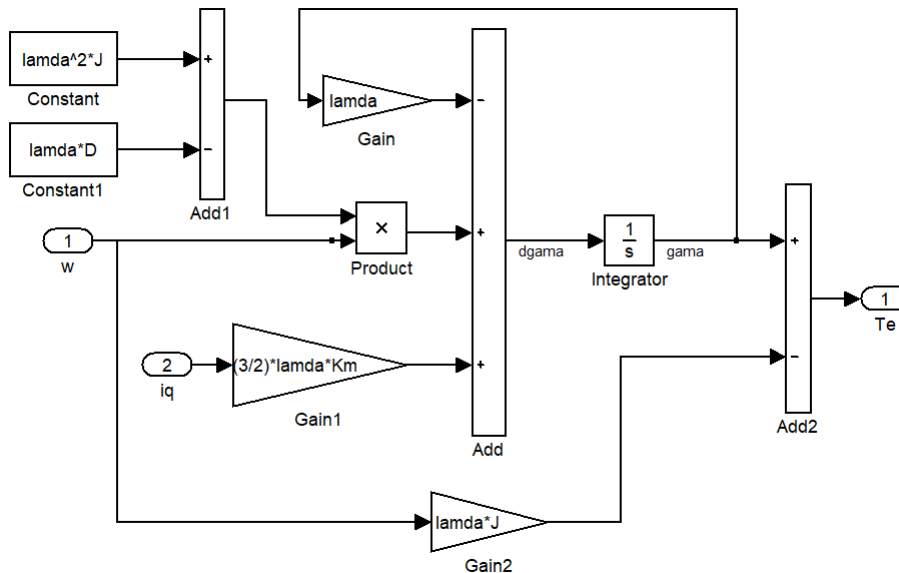 lamda^2*J
+
Constant
lamda
-
Gain
lamda*D
-
Constant1
Add1
1
w
×
Product
+
dgama
1
s
Integrator
gama
+
1
Te
2
iq
(3/2)*lamda*Km
Gain1
+
Add
-
Add2
lamda*J
Gain2